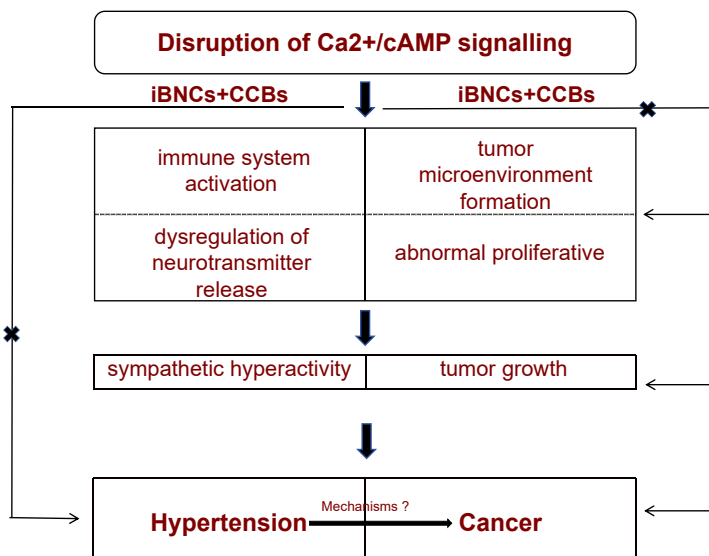 Disruption of Ca2+/cAMP signalling
iBNCs+CCBs
iBNCs+CCBs
immune system
activation
tumor
microenvironment
formation
dysregulation of
neurotransmitter
release
abnormal proliferative
sympathetic hyperactivity
tumor growth
Hypertension
Mechanisms ?
Cancer